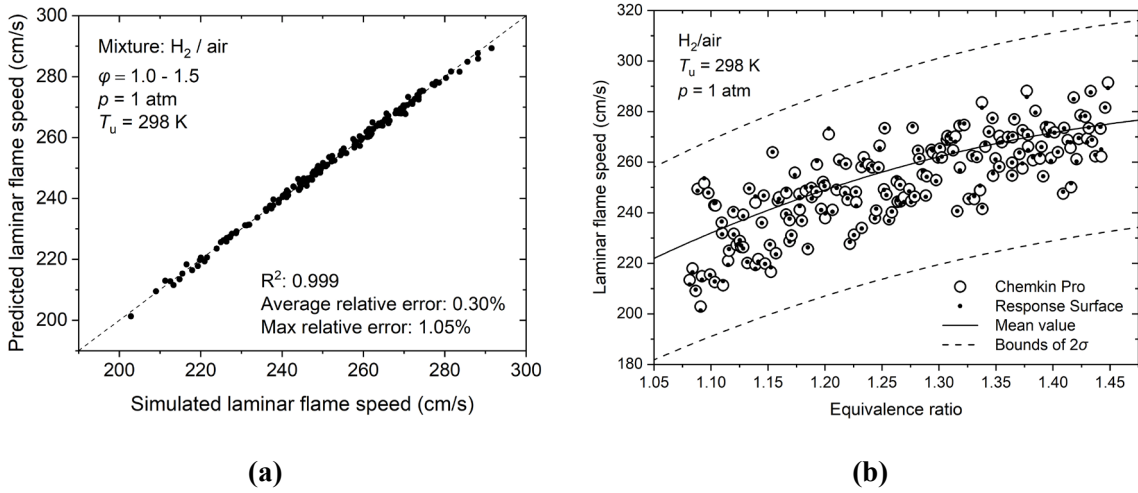 Predicted laminar flame speed (cm/s)
300
280
260
240
220
200
Mixture: H₂ / air
φ = 1.0 - 1.5
p = 1 atm
Tᵤ = 298 K
R²: 0.999
Average relative error: 0.30%
Max relative error: 1.05%
200 220 240 260 280 300
Simulated laminar flame speed (cm/s)
(a)
Laminar flame speed (cm/s)
320
300
280
260
240
220
200
180
H₂/air
Tᵤ = 298 K
p = 1 atm
Chemkin Pro
Response Surface
Mean value
Bounds of 2σ
1.05 1.10 1.15 1.20 1.25 1.30 1.35 1.40 1.45
Equivalence ratio
(b)